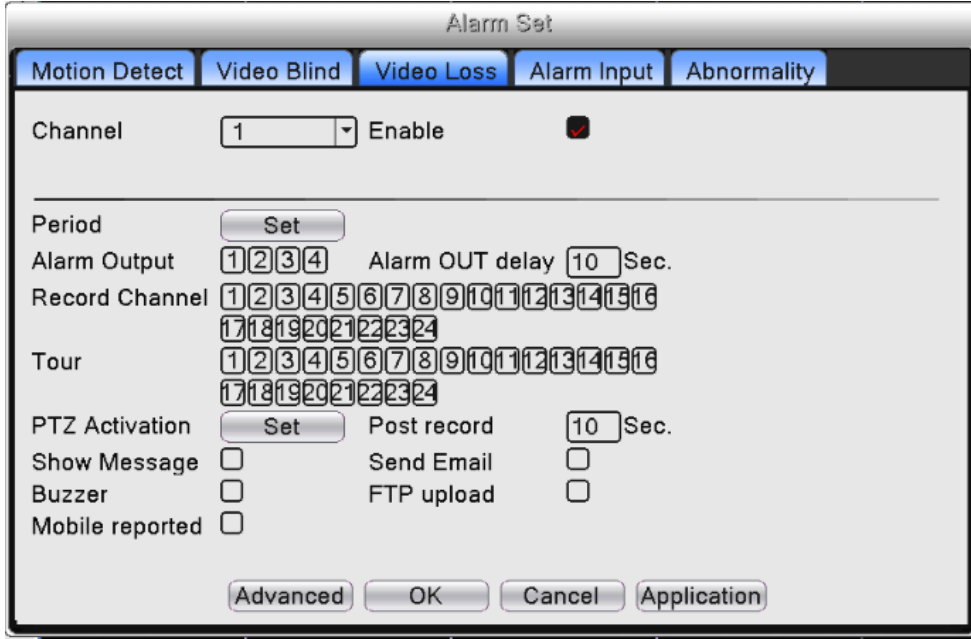 Alarm Set
Motion Detect Video Blind Video Loss Alarm Input Abnormality
Channel 1 Enable
Period Set
Alarm Output 1 2 3 4 Alarm OUT delay 10 Sec.
Record Channel 1 2 3 4 5 6 7 8 9 10 11 12 13 14 15 16
17 18 19 20 21 22 23 24
Tour 1 2 3 4 5 6 7 8 9 10 11 12 13 14 15 16
17 18 19 20 21 22 23 24
PTZ Activation Set Post record 10 Sec.
Show Message Send Email
Buzzer FTP upload
Mobile reported
Advanced OK Cancel Application